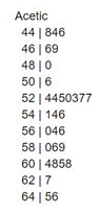 Acetic
44 | 846
46 | 69
48 | 0
50 | 6
52 | 4450377
54 | 146
56 | 046
58 | 069
60 | 4858
62 | 7
64 | 56